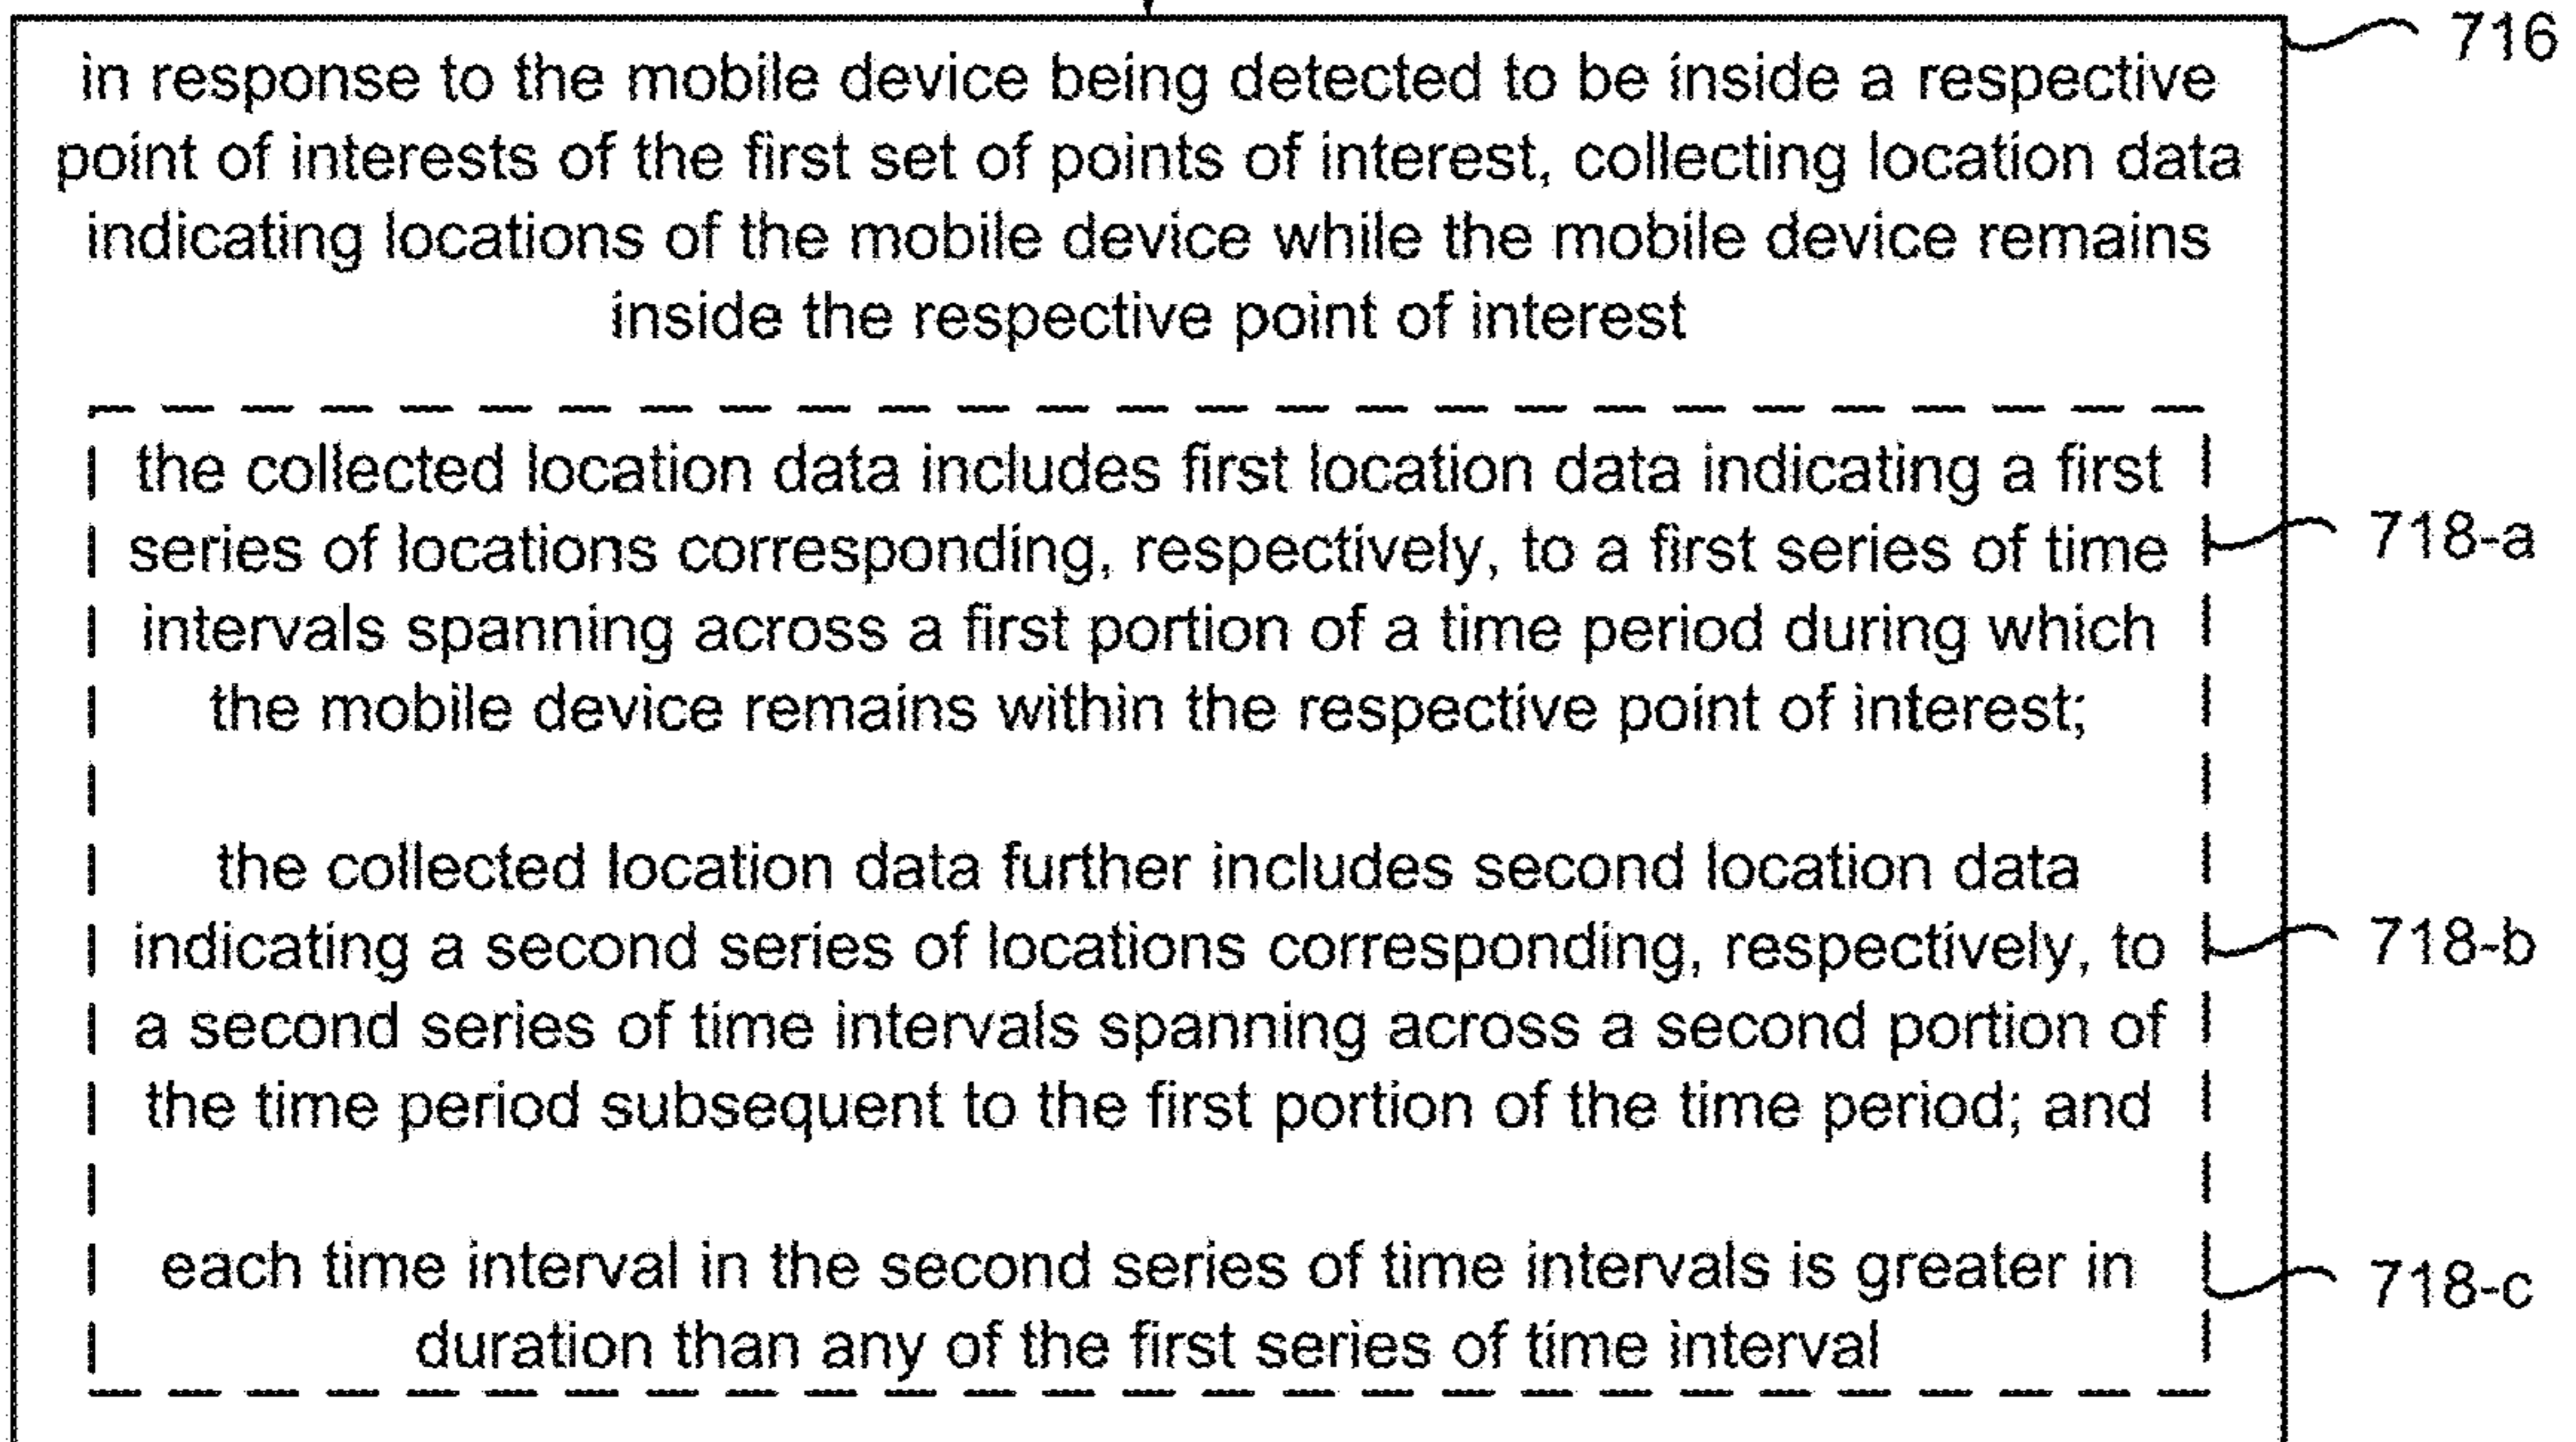 716
in response to the mobile device being detected to be inside a respective
point of interests of the first set of points of interest, collecting location data
indicating locations of the mobile device while the mobile device remains
inside the respective point of interest
the collected location data includes first location data indicating a first
series of locations corresponding, respectively, to a first series of time
718-a
intervals spanning across a first portion of a time period during which
the mobile device remains within the respective point of interest;
the collected location data further includes second location data
indicating a second series of locations corresponding, respectively, to
718-b
a second series of time intervals spanning across a second portion of
the time period subsequent to the first portion of the time period; and
each time interval in the second series of time intervals is greater in
718-c
duration than any of the first series of time interval